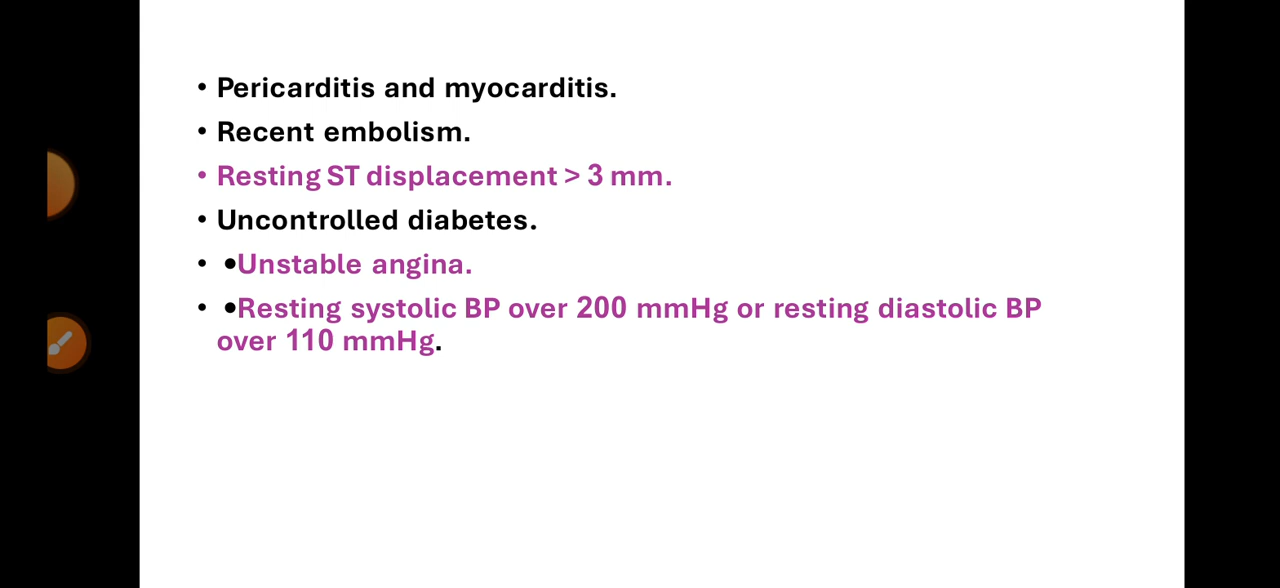 • Pericarditis and myocarditis.
• Recent embolism.
• Resting ST displacement > 3 mm.
• Uncontrolled diabetes.
• •Unstable angina.
• •Resting systolic BP over 200 mmHg or resting diastolic BP
over 110 mmHg.